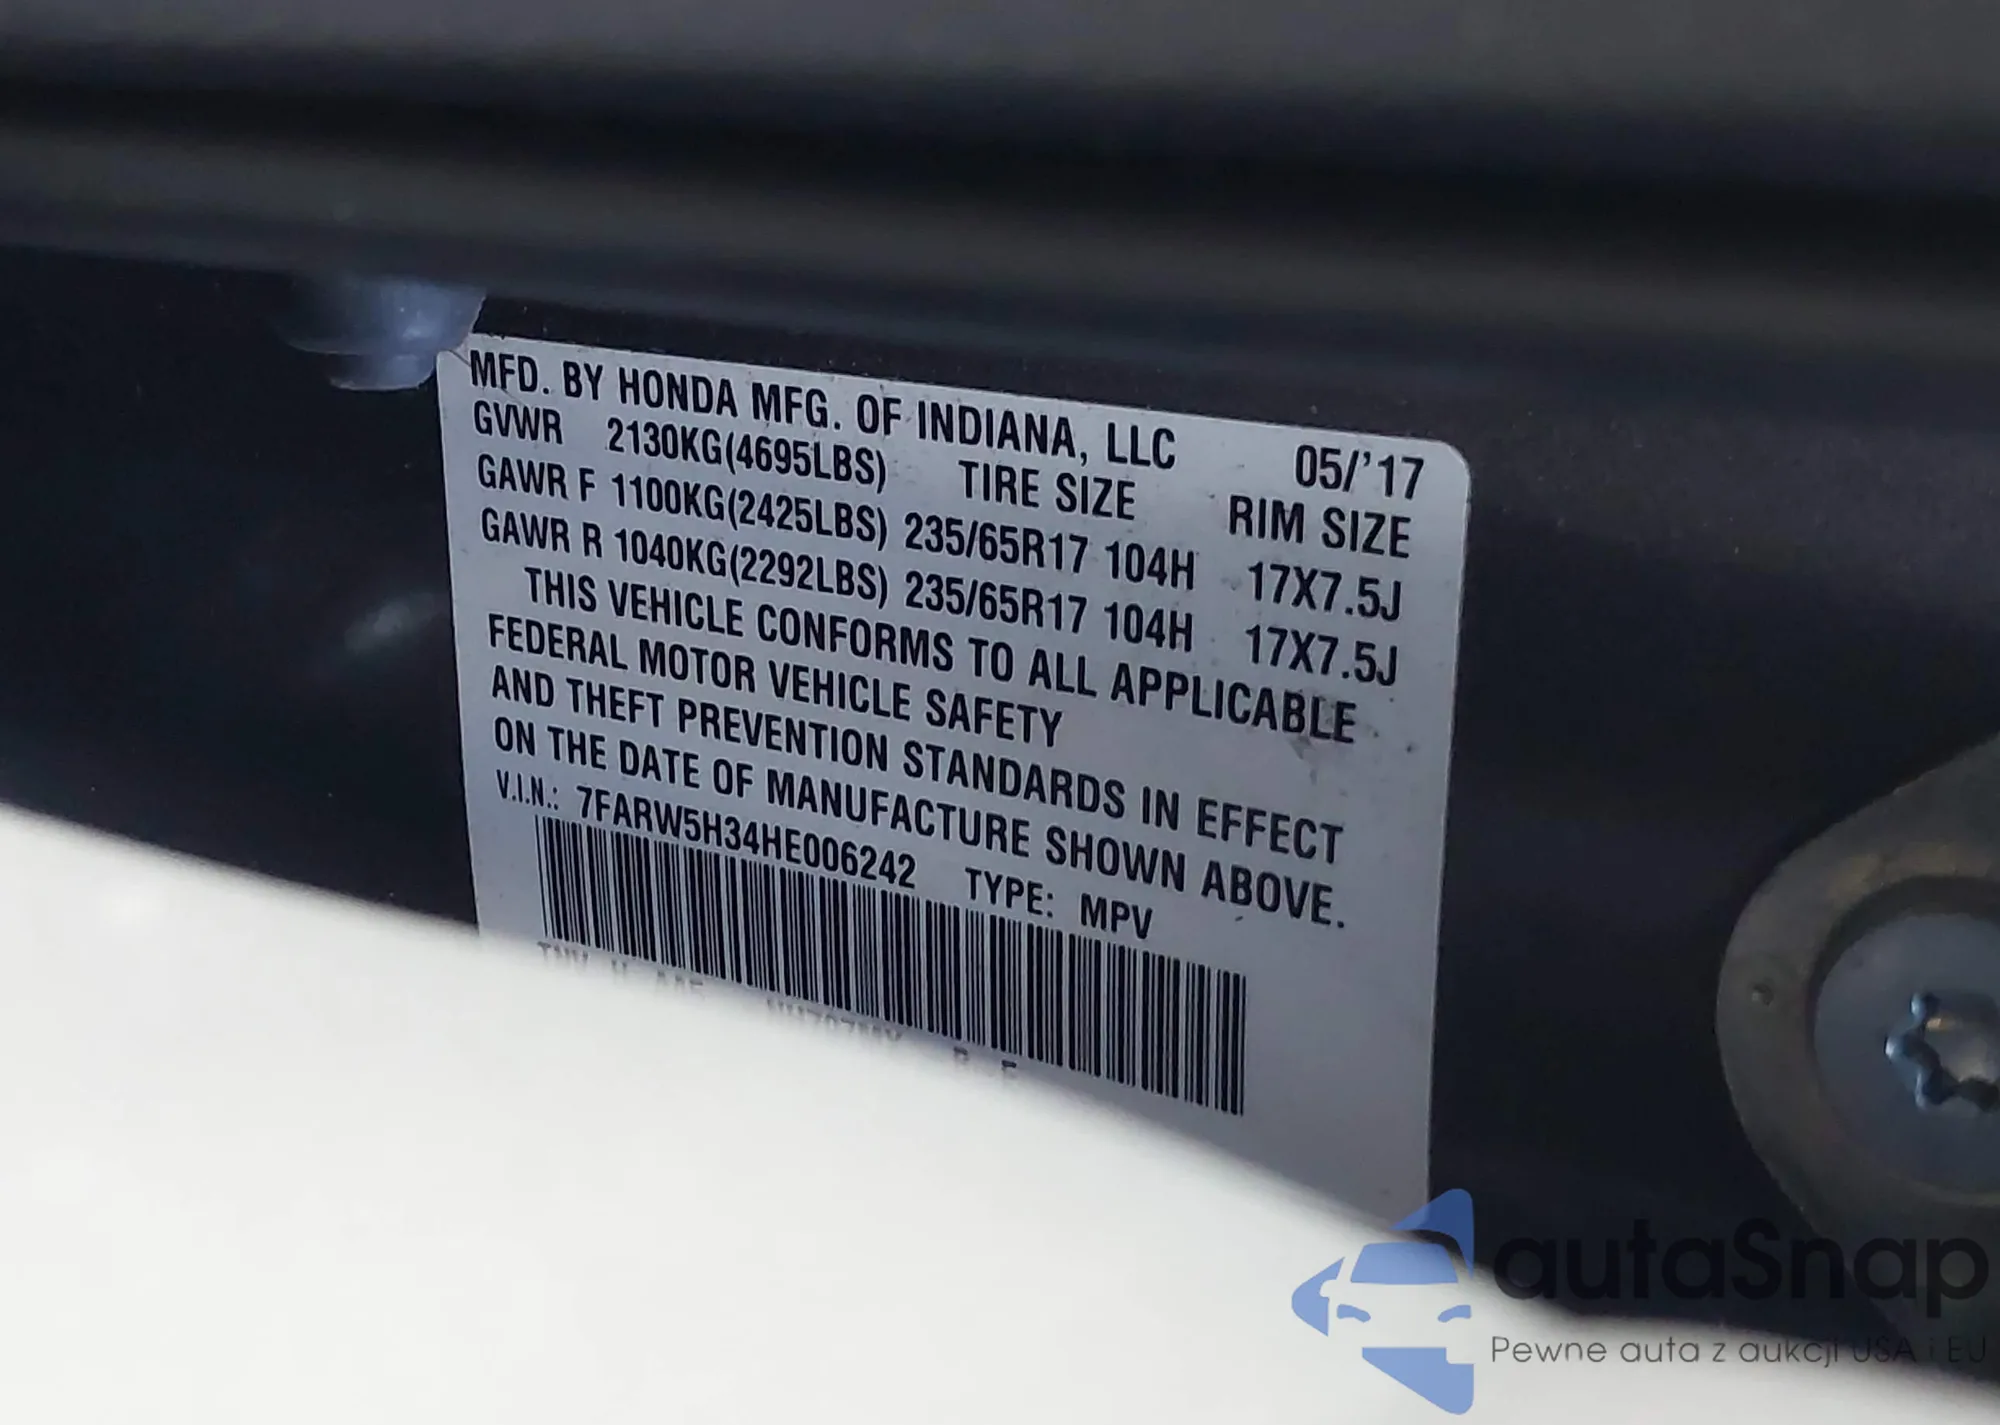 MFD. BY HONDA MFG. OF INDIANA, LLC 05/'17
GVWR 2130KG(4695LBS) TIRE SIZE RIM SIZE
GAWR F 1100KG(2425LBS) 235/65R17 104H 17X7.5J
GAWR R 1040KG(2292LBS) 235/65R17 104H 17X7.5J
THIS VEHICLE CONFORMS TO ALL APPLICABLE
FEDERAL MOTOR VEHICLE SAFETY
AND THEFT PREVENTION STANDARDS IN EFFECT
ON THE DATE OF MANUFACTURE SHOWN ABOVE.
V.I.N.: 7FARW5H34HE006242 TYPE: MPV
autaSnap
Pewne auta z aukcji USA i EU